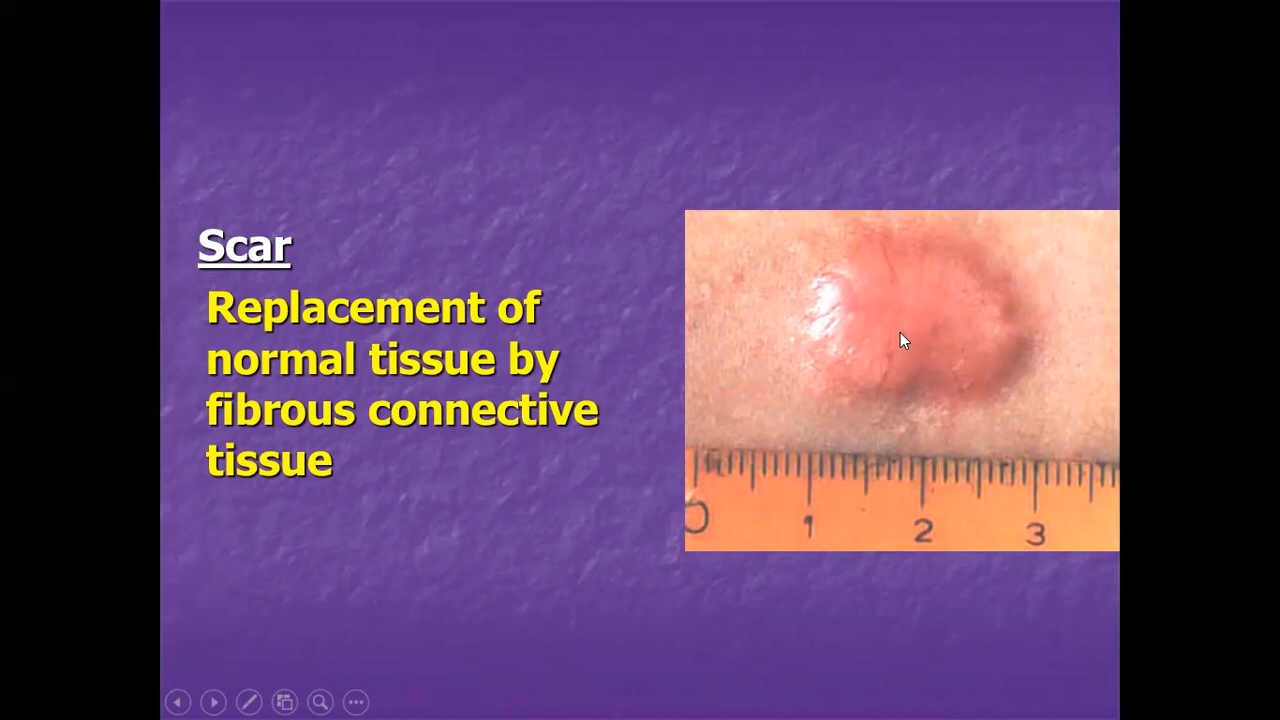 Scar
Replacement of
normal tissue by
fibrous connective
tissue
0 1 2 3